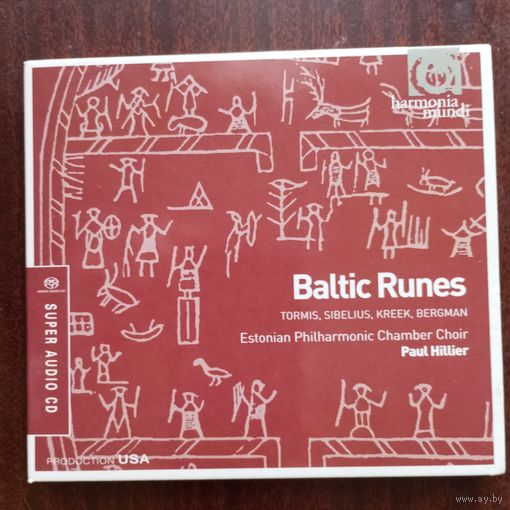 harmonia
mundi
Baltic Runes
TORMIS, SIBELIUS, KREEK, BERGMAN
Estonian Philharmonic Chamber Choir
Paul Hillier
SUPER AUDIO CD
PRODUCTION USA
www.ay.by